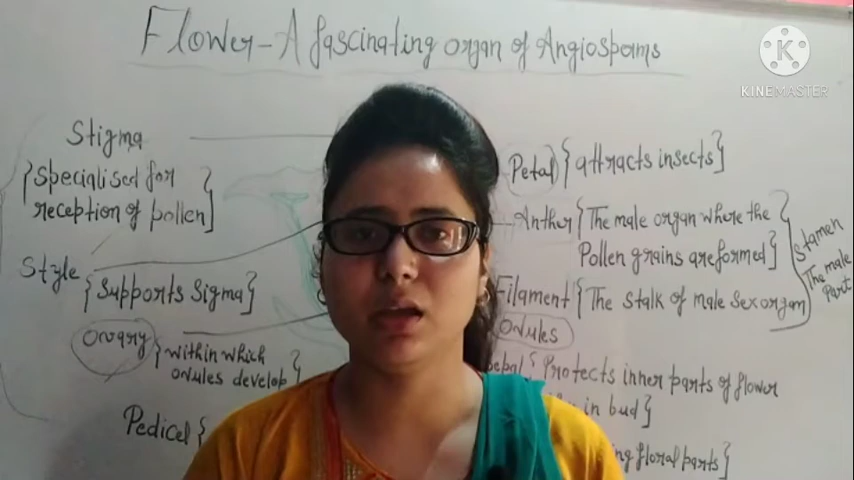 Flower - A fascinating organ of Angiosperms
KINEMASTER
Stigma
{specialised for
reception of pollen}
Style
{supports Sigma}
ovary {within which
ovules develop}
Pedicel {
Petal {attracts insects}
Anther {The male organ where the
Pollen grains are formed}
Filament {The stalk of male sex organ
Stamen
The male
Part
Ovules
sepal {Protects inner parts of flower
in bud}
floral parts}